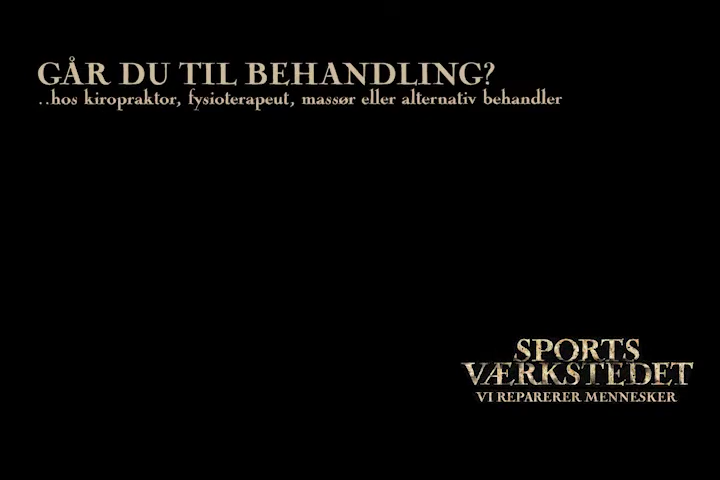 GÅR DU TIL BEHANDLING?
..hos kiropraktor, fysioterapeut, massør eller alternativ behandler
SPORTS
VÆRKSTEDET
VI REPARERER MENNESKER